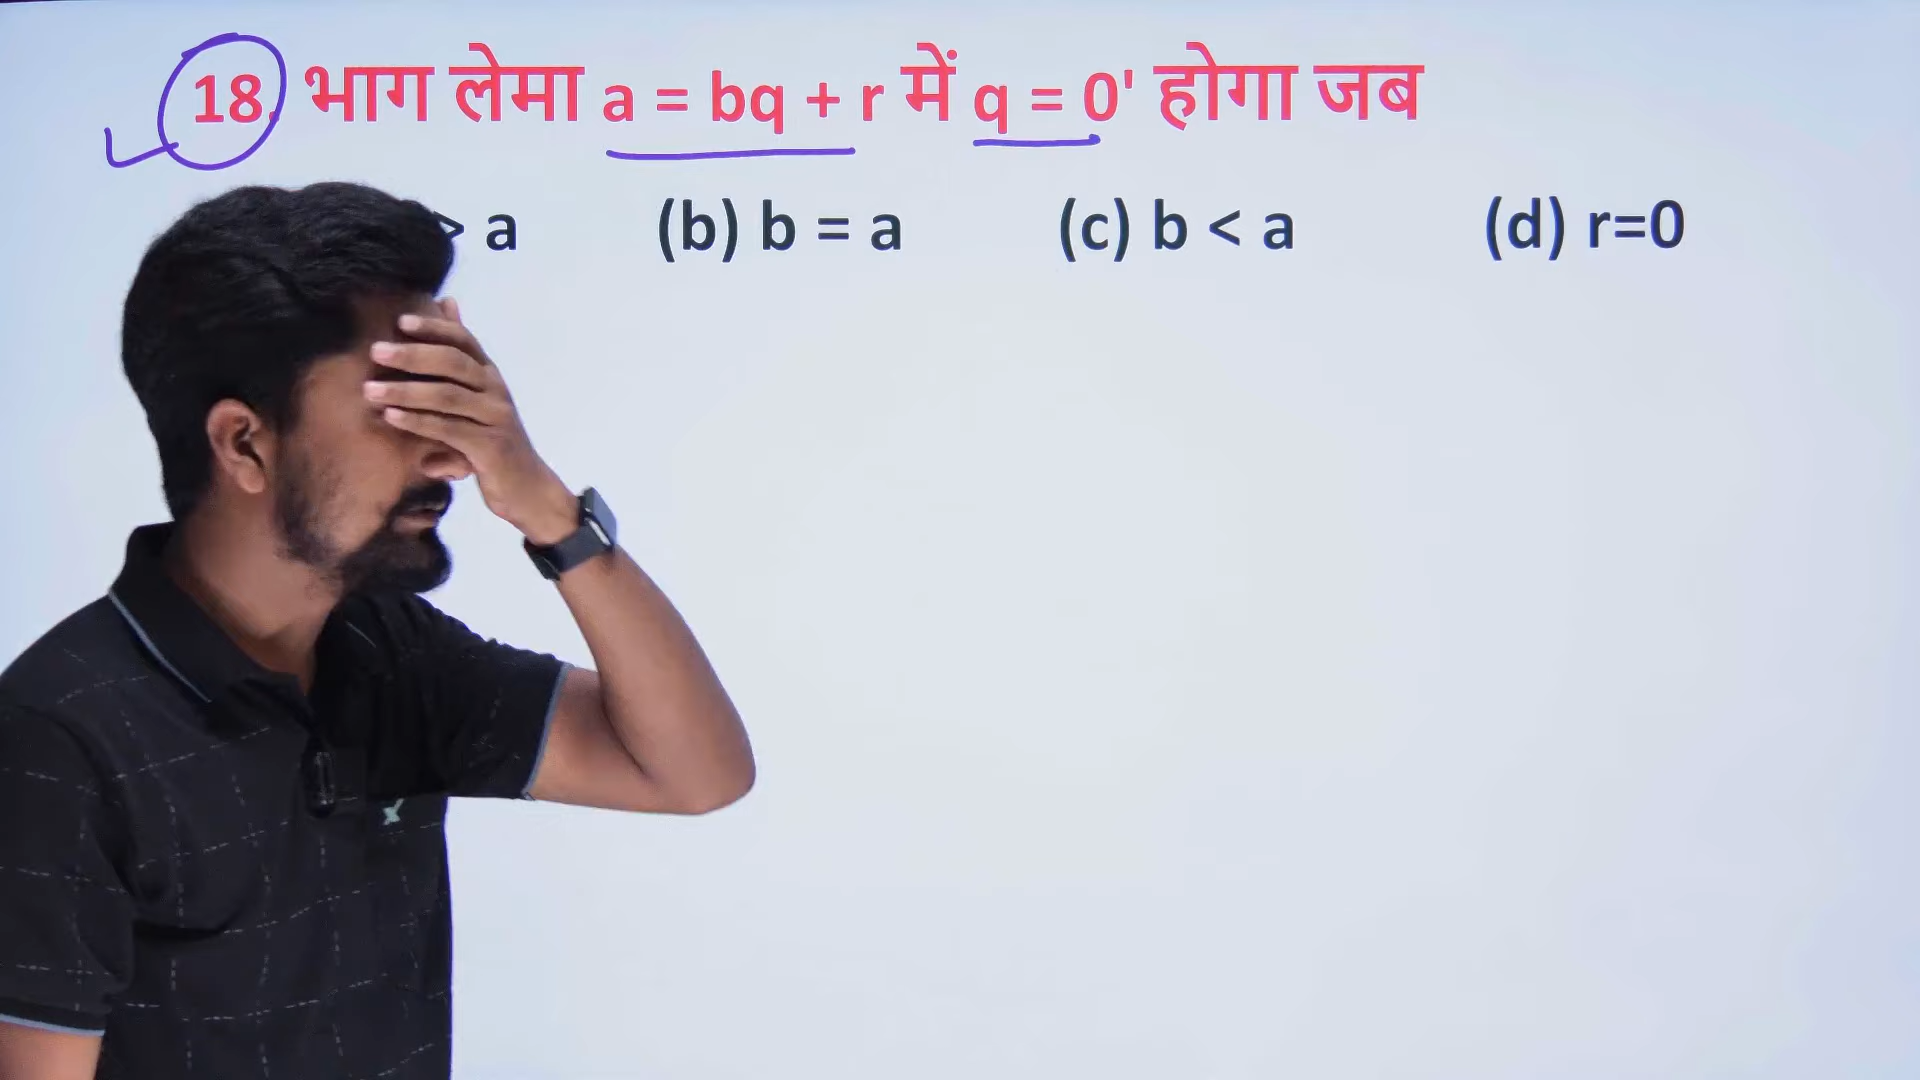 18. भाग लेमा a = bq + r में q = 0' होगा जब
> a (b) b = a (c) b < a (d) r=0